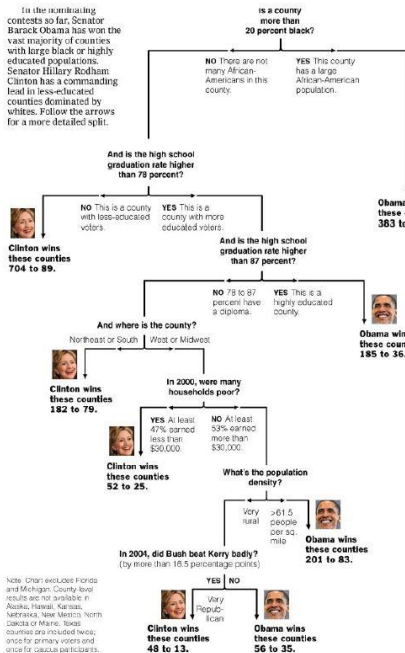 In the nominating
contests so far, Senator
Barack Obama has won the
vast majority of counties
with large black or highly
educated populations.
Senator Hillary Rodham
Clinton has a commanding
lead in less-educated
counties dominated by
whites. Follow the arrows
for a more detailed split.
Is a county
more than
20 percent black?
NO There are not
many African-
Americans in this
county.
YES This county
has a large
African-American
population.
And is the high school
graduation rate higher
than 78 percent?
Obama
these c
383 to
NO This is a county
with less-educated
voters.
YES This is a
county with more
educated voters.
Clinton wins
these counties
704 to 89.
And is the high school
graduation rate higher
than 87 percent?
NO 78 to 87
percent have
a diploma.
YES This is a
highly educated
county.
Obama wi
these coun
185 to 36.
And where is the county?
Northeast or South
West or Midwest
Clinton wins
these counties
182 to 79.
In 2000, were many
households poor?
YES At least
47% earned
less than
$30,000.
NO At least
53% earned
more than
$30,000.
Clinton wins
these counties
52 to 25.
What's the population
density?
Very
rural
>61.5
people
per sq.
mile
Obama wins
these counties
201 to 83.
In 2004, did Bush beat Kerry badly?
(by more than 16.5 percentage points)
YES NO
Very
Repub-
lican
Clinton wins
these counties
48 to 13.
Obama wins
these counties
56 to 35.
Note: Chart excludes Florida
and Michigan. County-level
results are not available in
Alaska, Hawaii, Kansas,
Nebraska, New Mexico, North
Dakota or Maine. Texas
counties are included twice;
once for primary voters and
once for caucus participants.